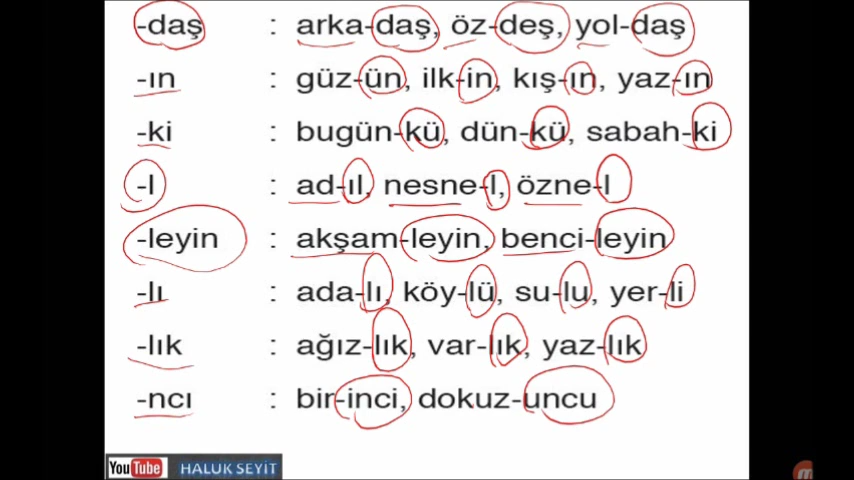 -daş : arka-daş, öz-deş, yol-daş
-ın : güz-ün, ilk-in, kış-ın, yaz-ın
-ki : bugün-kü, dün-kü, sabah-ki
-l : ad-ıl, nesne-l, özne-l
-leyin : akşam-leyin, benci-leyin
-lı : ada-lı, köy-lü, su-lu, yer-li
-lık : ağız-lık, var-lık, yaz-lık
-ncı : bir-inci, dokuz-uncu
YouTube HALUK SEYİT